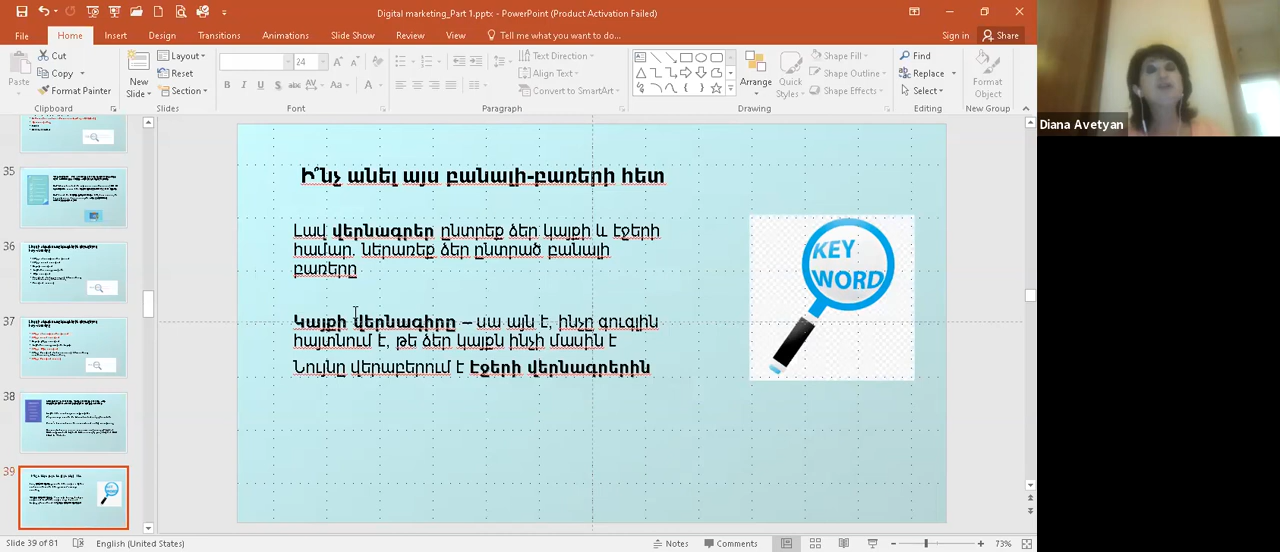 Digital marketing_Part 1.pptx - PowerPoint (Product Activation Failed)
File Home Insert Design Transitions Animations Slide Show Review View Tell me what you want to do... Sign in Share
Paste Cut Copy Format Painter
Clipboard
New Slide Layout Reset Section
Slides
24
Font
Text Direction Align Text Convert to SmartArt
Paragraph
Arrange Quick Styles Shape Fill Shape Outline Shape Effects
Drawing
Find Replace Select
Editing
Format Object
New Group
Diana Avetyan
35
36
37
38
39
Ի՞նչ անել այս բանալի-բառերի հետ
Լավ վերնագրեր ընտրեք ձեր կայքի և էջերի
համար. Ներառեք ձեր ընտրած բանալի
բառերը
Կայքի վերնագիրը – սա այն է, ինչը գուգլին
հայտնում է, թե ձեր կայքն ինչի մասին է
Նույնը վերաբերում է էջերի վերնագրերին
KEY
WORD
Slide 39 of 81 English (United States) Notes Comments 73%